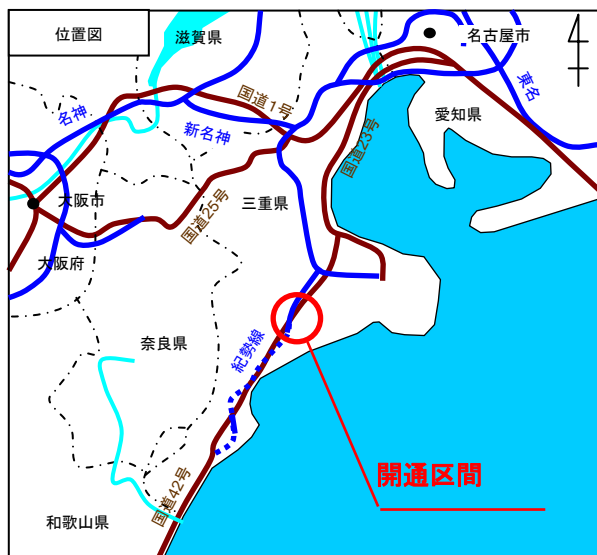 位置図
滋賀県
名古屋市
国道1号
東名
名神
新名神
愛知県
国道23号
大阪市
三重県
国道25号
大阪府
奈良県
紀勢線
開通区間
国道42号
和歌山県